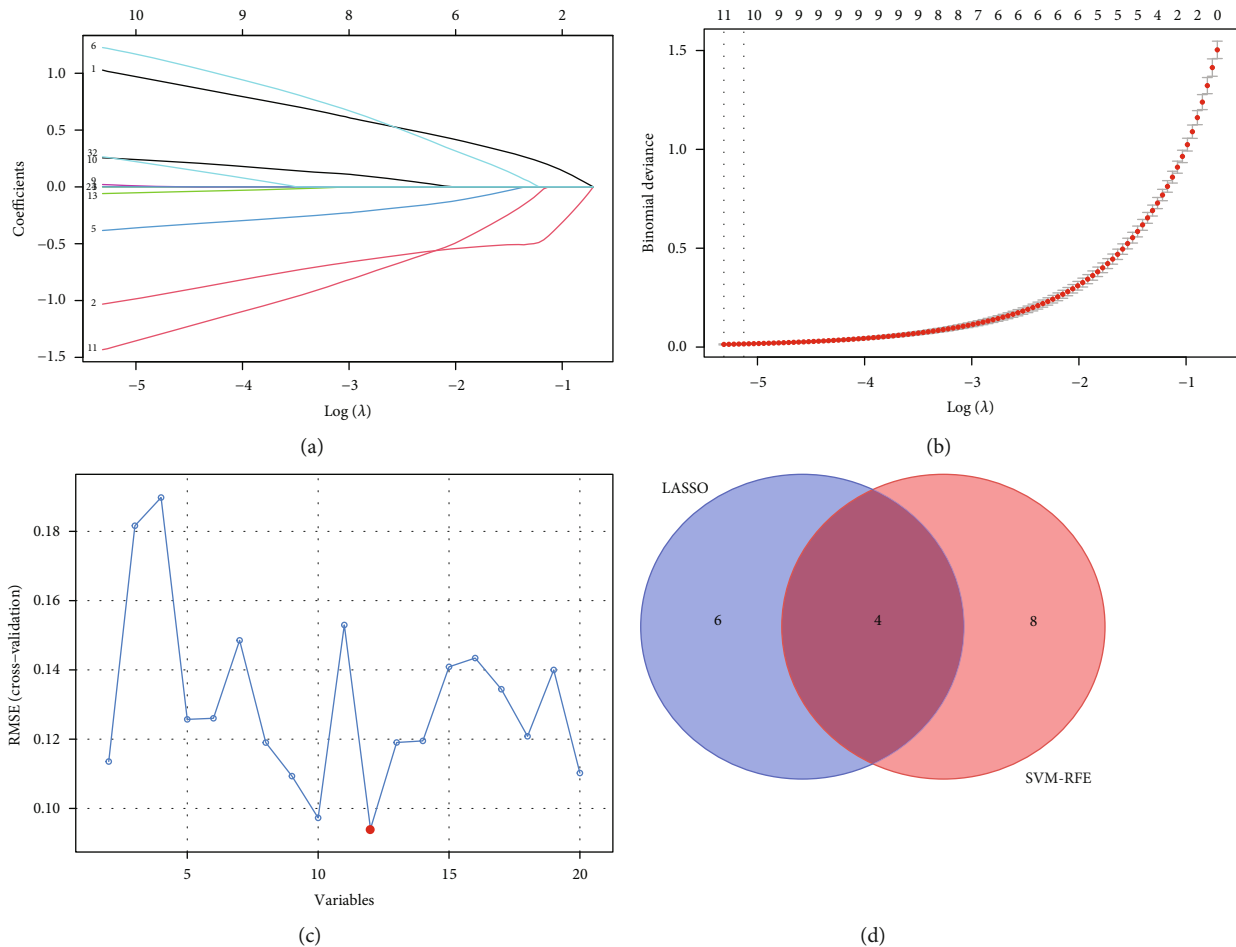 10 9 8 6 2
Coefficients
1.0
0.5
0.0
−0.5
−1.0
−1.5
6
1
32
10
9
13
5
2
11
−5 −4 −3 −2 −1
Log (λ)
(a)
11 10 9 9 9 9 9 9 9 8 8 7 6 6 6 6 5 5 5 4 2 2 0
Binomial deviance
1.5
1.0
0.5
0.0
−5 −4 −3 −2 −1
Log (λ)
(b)
RMSE (cross−validation)
0.18
0.16
0.14
0.12
0.10
5 10 15 20
Variables
(c)
LASSO
6 4 8
SVM-RFE
(d)